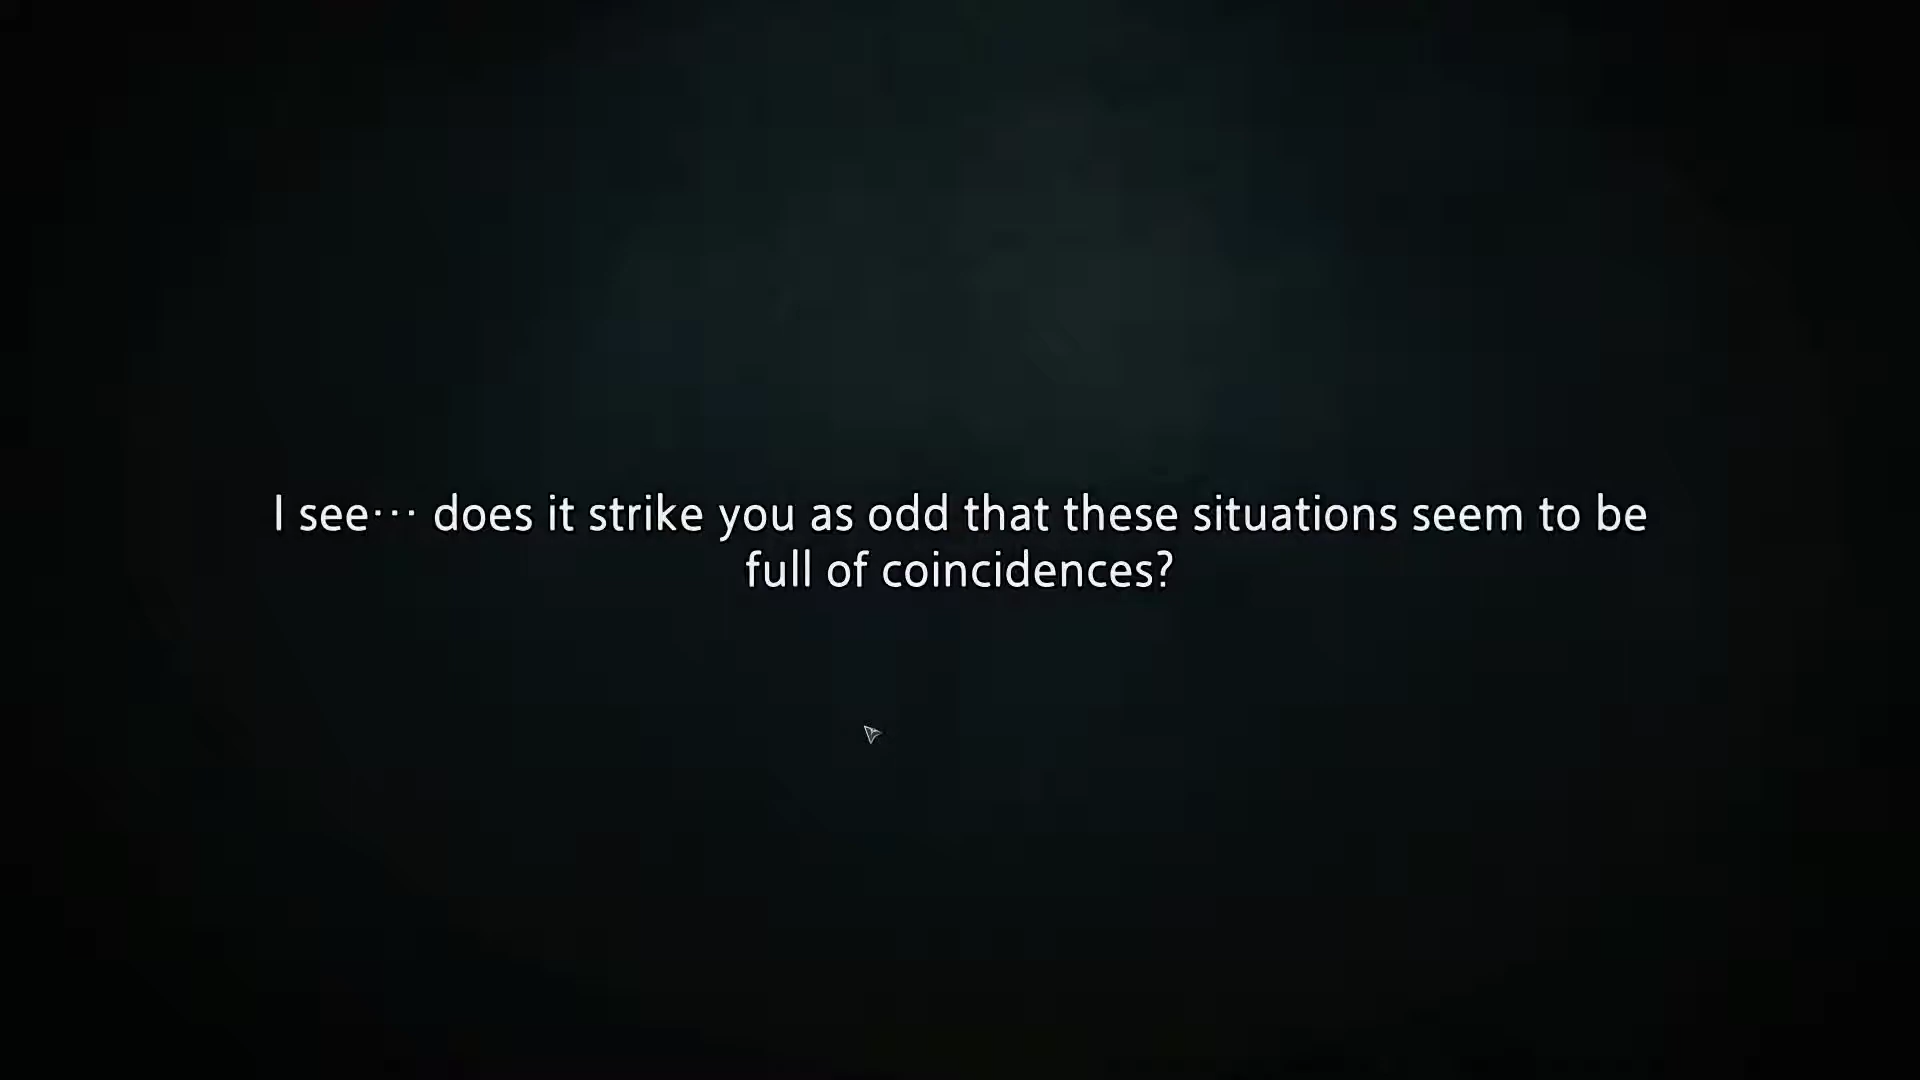 I see⋯ does it strike you as odd that these situations seem to be
full of coincidences?